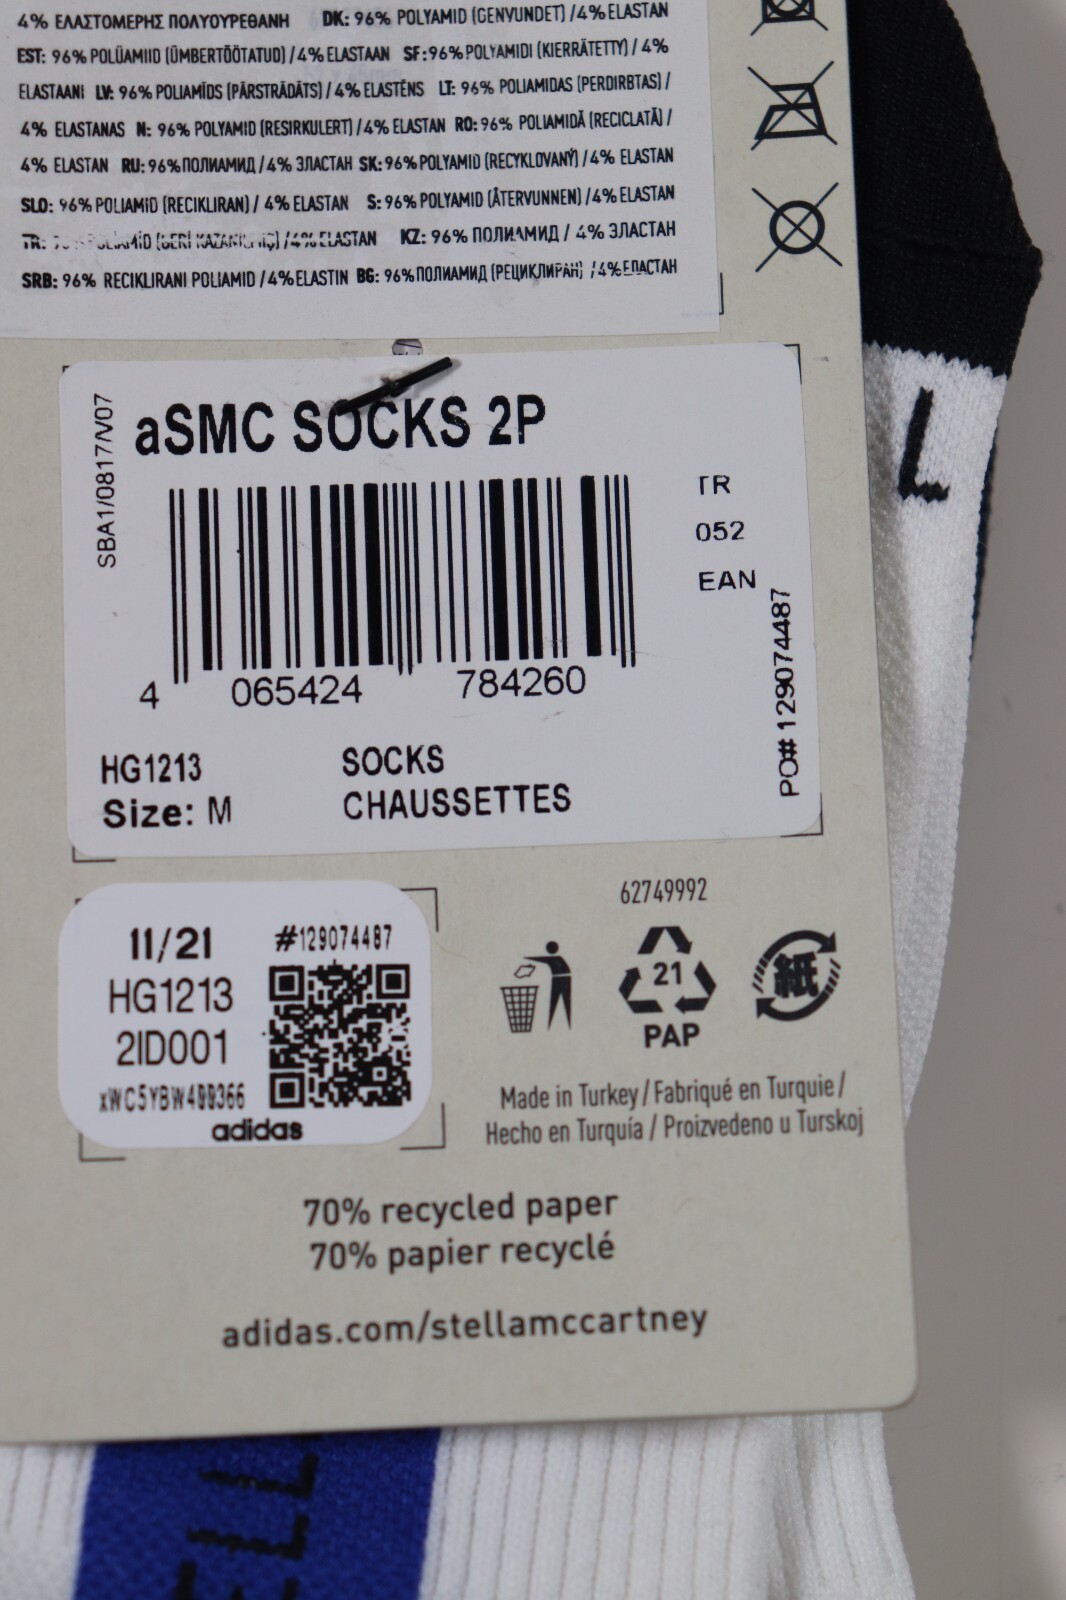 4% ΕΛΑΣΤΟΜΕΡΗΣ ΠΟΛΥΟΥΡΕΘΑΝΗ DK: 96% POLYAMID (GENVUNDET) /4% ELASTAN
EST: 96% POLÜAMIID (ÜMBERTÖÖTATUD) /4% ELASTAAN SF:96% POLYAMIDI (KIERRÄTETTY) / 4%
ELASTAANI LV: 96% POLIAMĪDS (PĀRSTRĀDĀTS) / 4% ELASTĒNS LT: 96% POLIAMIDAS (PERDIRBTAS) /
4% ELASTANAS N: 96% POLYAMID (RESIRKULERT) /4% ELASTAN RO:96% POLIAMIDĂ (RECICLATĂ) /
4% ELASTAN RU: 96%ПОЛИАМИД / 4% ЭЛАСТАН SK:96% POLYAMID (RECYKLOVANÝ) /4% ELASTAN
SLO: 96% POLIAMID (RECIKLIRAN) / 4% ELASTAN S: 96% POLYAMID (ÅTERVUNNEN) /4% ELASTAN
TR: POLİAMİD /4% ELASTAN KZ: 96% ПОЛИАМИД / 4% ЭЛАСТАН
SRB: 96% RECIKLIRANI POLIAMID /4%ELASTIN BG: 96%ПОЛИАМИД (РЕЦИКЛИРАН) /4%ЕЛАСТАН
L
SBA1/0817/V07
aSMC SOCKS 2P
TR
052
EAN
4 065424 784260
PO# 129074487
HG1213 SOCKS
Size: M CHAUSSETTES
11/21 #129074487
HG1213
2ID001
adidas
62749992
21
PAP
紙
Made in Turkey / Fabriqué en Turquie /
Hecho en Turquía / Proizvedeno u Turskoj
70% recycled paper
70% papier recyclé
adidas.com/stellamccartney
ELL